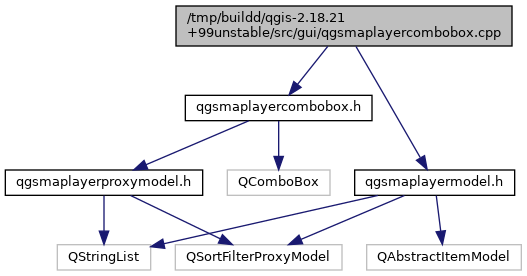 /tmp/buildd/qgis-2.18.21
+99unstable/src/gui/qgsmaplayercombobox.cpp
qgsmaplayercombobox.h
qgsmaplayerproxymodel.h
QComboBox
qgsmaplayermodel.h
QStringList
QSortFilterProxyModel
QAbstractItemModel